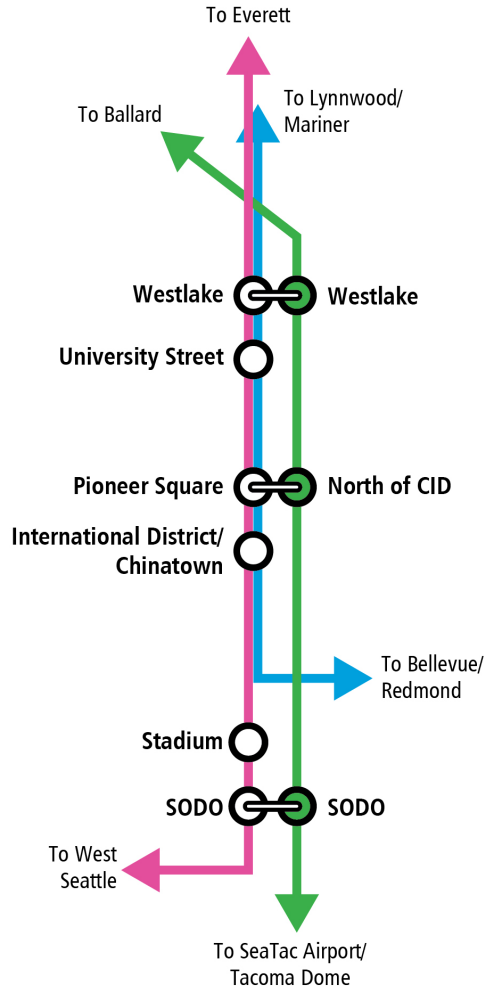 To Everett
To Lynnwood/
Mariner
To Ballard
Westlake
Westlake
University Street
Pioneer Square
North of CID
International District/
Chinatown
To Bellevue/
Redmond
Stadium
SODO
SODO
To West
Seattle
To SeaTac Airport/
Tacoma Dome